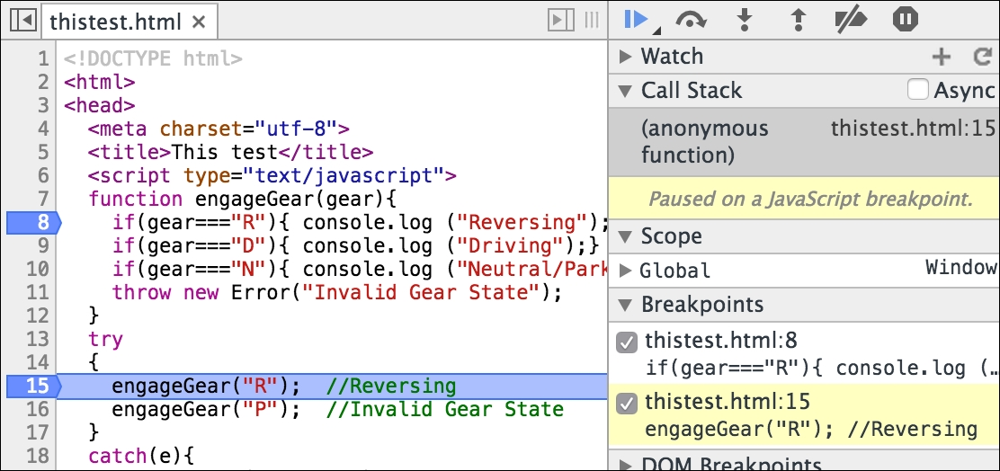 thistest.html ×
1 <!DOCTYPE html>
2 <html>
3 <head>
4 <meta charset="utf-8">
5 <title>This test</title>
6 <script type="text/javascript">
7 function engageGear(gear){
8 if(gear==="R"){ console.log ("Reversing");
9 if(gear==="D"){ console.log ("Driving");}
10 if(gear==="N"){ console.log ("Neutral/Park
11 throw new Error("Invalid Gear State");
12 }
13 try
14 {
15 engageGear("R"); //Reversing
16 engageGear("P"); //Invalid Gear State
17 }
18 catch(e){
Watch
Call Stack Async
(anonymous thistest.html:15
function)
Paused on a JavaScript breakpoint.
Scope
Global Window
Breakpoints
thistest.html:8
if(gear==="R"){ console.log (…
thistest.html:15
engageGear("R"); //Reversing
DOM Breakpoints